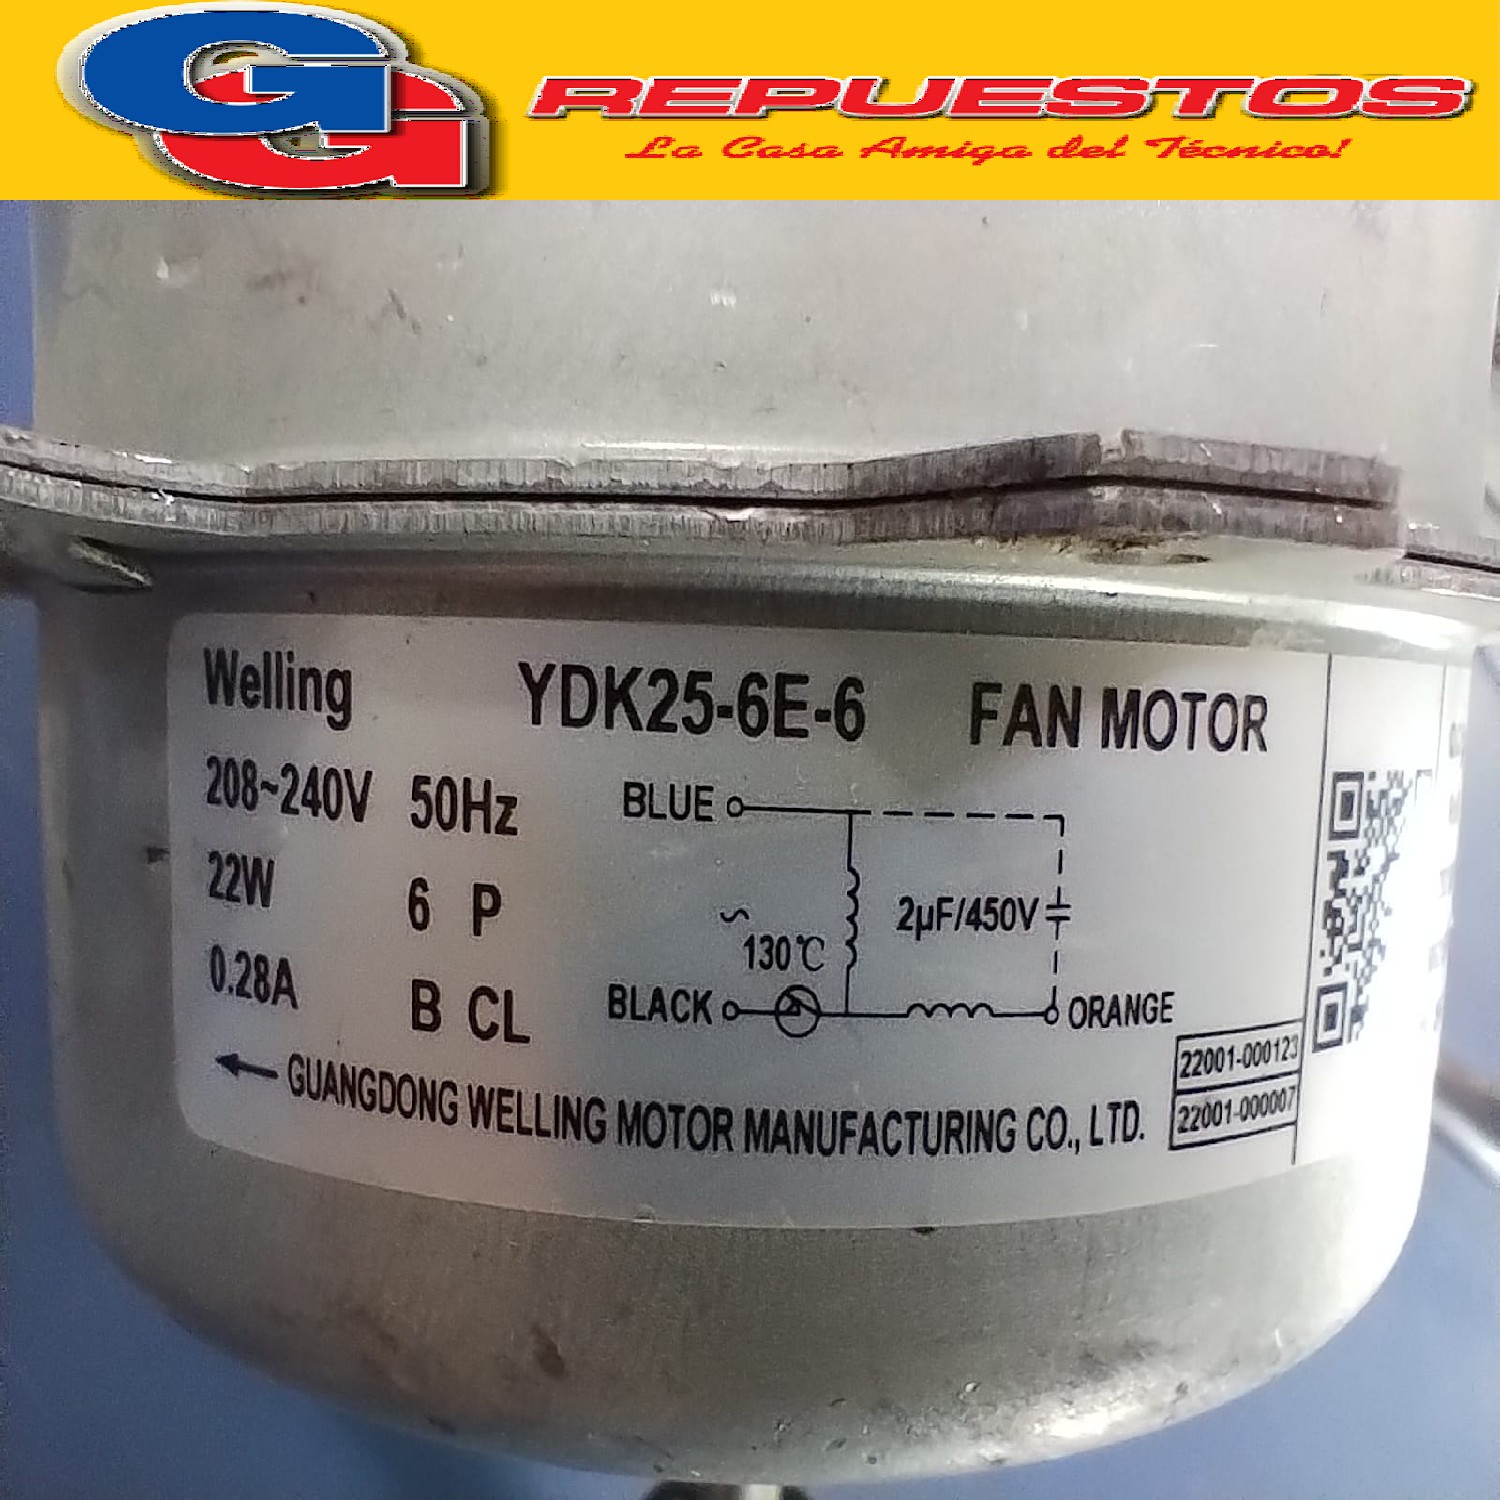 GG REPUESTOS
La Casa Amiga del Técnico!
Welling YDK25-6E-6 FAN MOTOR
208~240V 50Hz
22W 6 P
0.28A B CL
BLUE
2µF/450V
~
130℃
BLACK
ORANGE
22001-000123
22001-000007
GUANGDONG WELLING MOTOR MANUFACTURING CO., LTD.